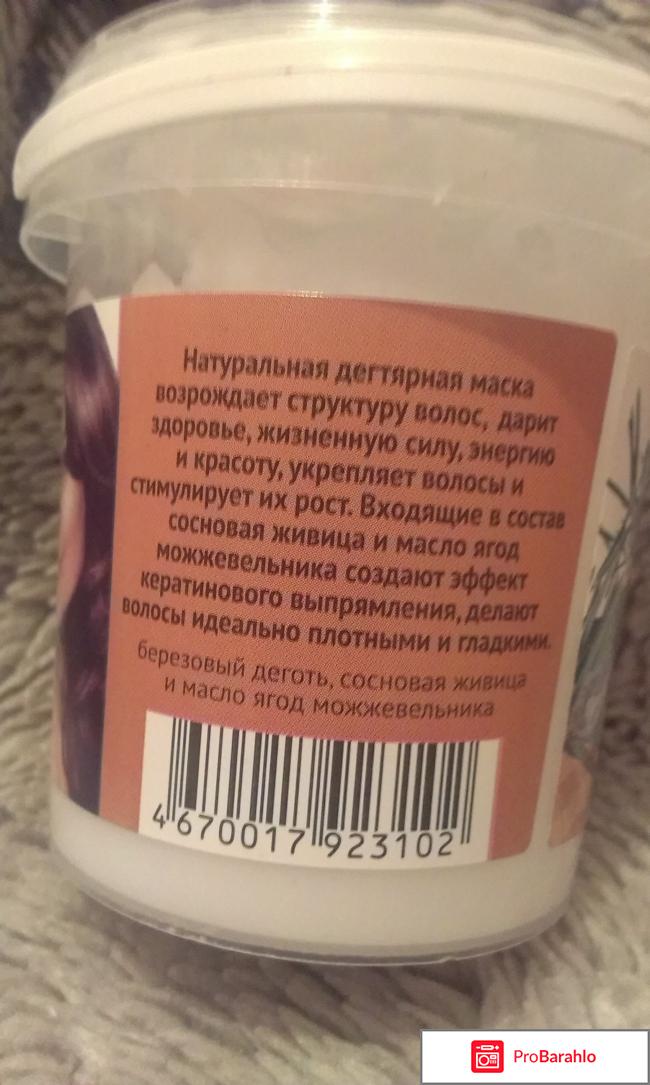 Натуральная дегтярная маска
возрождает структуру волос, дарит
здоровье, жизненную силу, энергию
и красоту, укрепляет волосы и
стимулирует их рост. Входящие в состав
сосновая живица и масло ягод
можжевельника создают эффект
кератинового выпрямления, делают
волосы идеально плотными и гладкими.
березовый деготь, сосновая живица
и масло ягод можжевельника
4 670017 923102
ProBarahlo